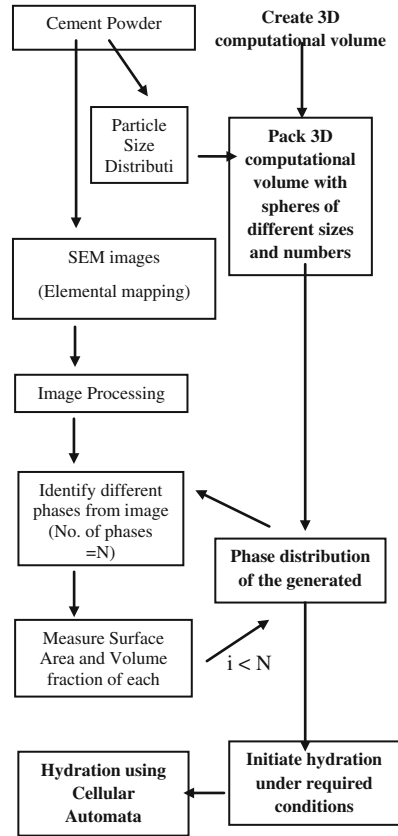 Cement Powder
Create 3D
computational volume
Particle
Size
Distributi
Pack 3D
computational
volume with
spheres of
different sizes
and numbers
SEM images
(Elemental mapping)
Image Processing
Identify different
phases from image
(No. of phases
=N)
Phase distribution
of the generated
Measure Surface
Area and Volume
fraction of each
i < N
Hydration using
Cellular
Automata
Initiate hydration
under required
conditions